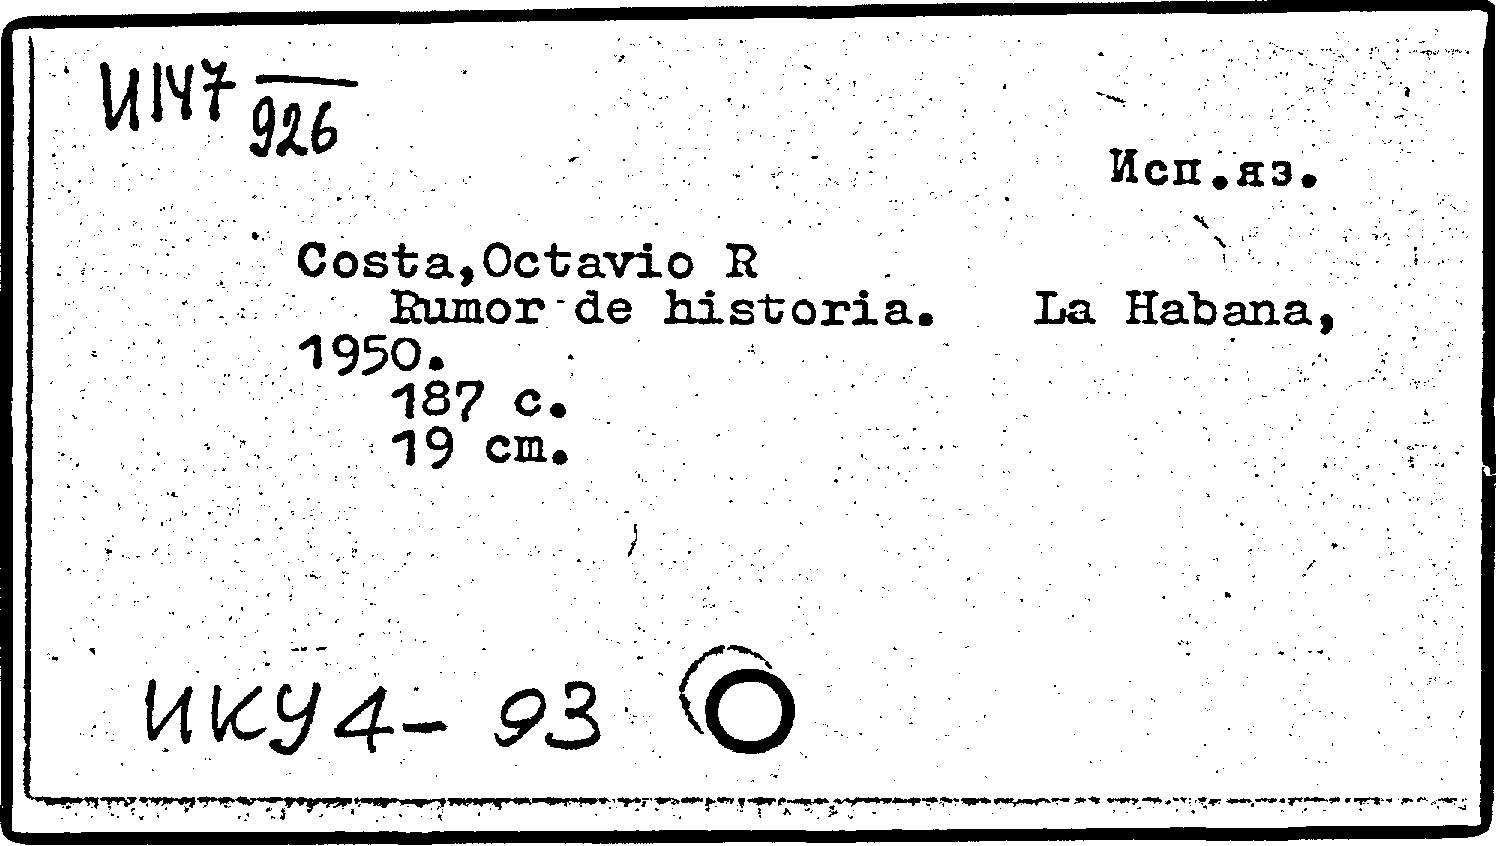 И147
926
Исп.яз.
Costa,Octavio R
Rumor de historia. La Habana,
1950.
187 c.
19 cm.
ИКУ4- 93